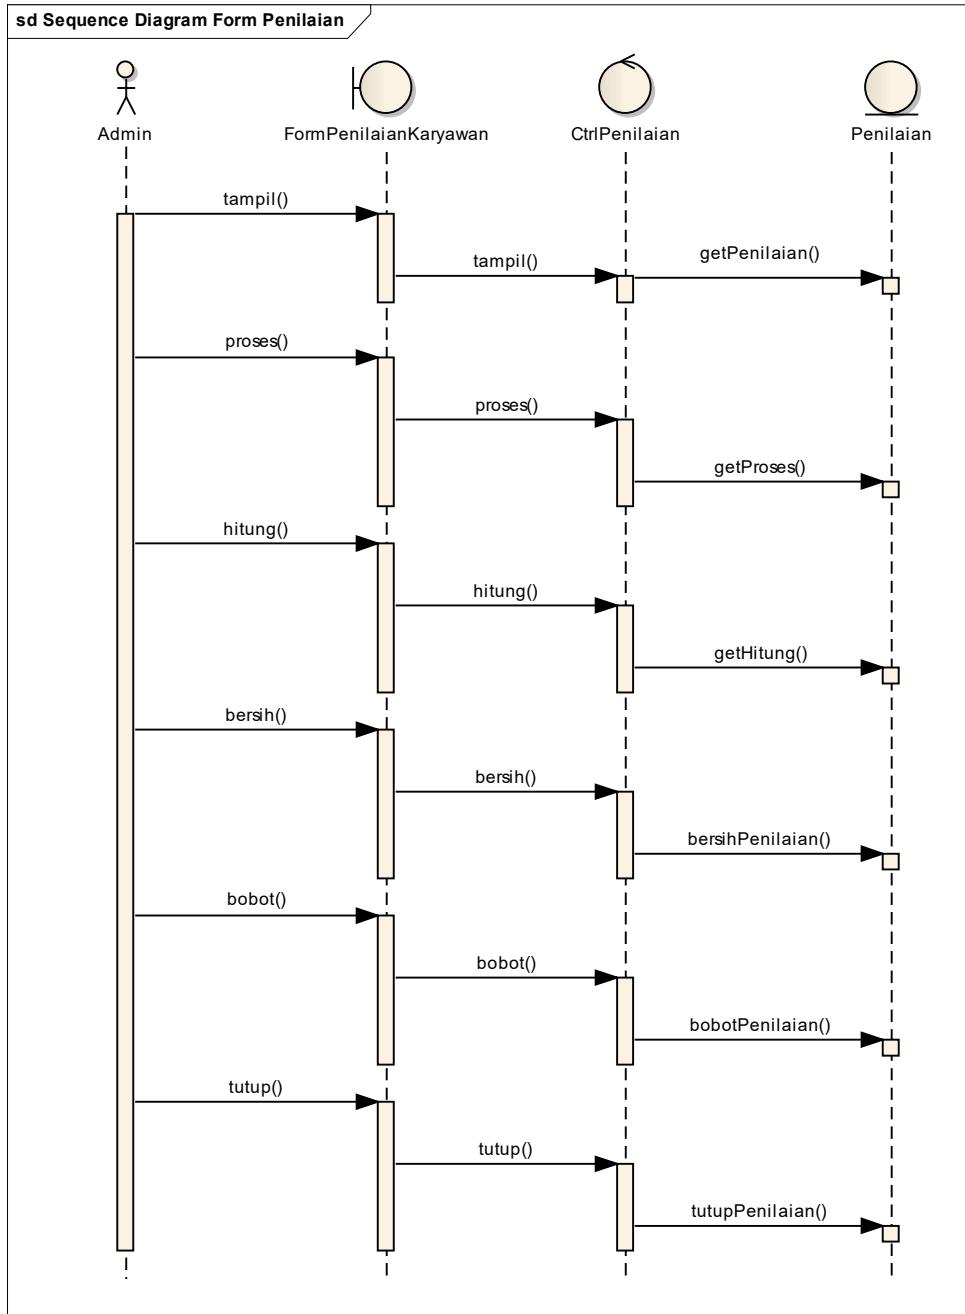 sd Sequence Diagram Form Penilaian
Admin
FormPenilaianKaryawan
CtrlPenilaian
Penilaian
tampil()
tampil()
getPenilaian()
proses()
proses()
getProses()
hitung()
hitung()
getHitung()
bersih()
bersih()
bersihPenilaian()
bobot()
bobot()
bobotPenilaian()
tutup()
tutup()
tutupPenilaian()